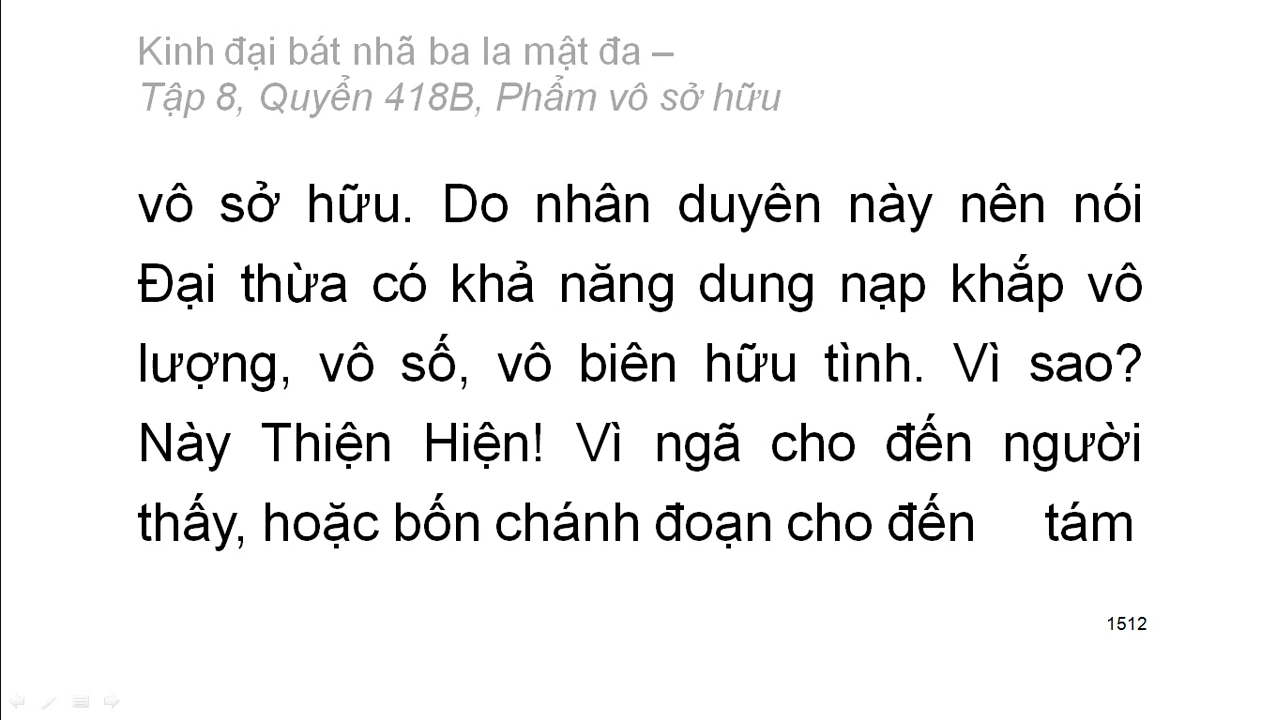 Kinh đại bát nhã ba la mật đa –
Tập 8, Quyển 418B, Phẩm vô sở hữu
vô sở hữu. Do nhân duyên này nên nói
Đại thừa có khả năng dung nạp khắp vô
lượng, vô số, vô biên hữu tình. Vì sao?
Này Thiện Hiện! Vì ngã cho đến người
thấy, hoặc bốn chánh đoạn cho đến tám
1512